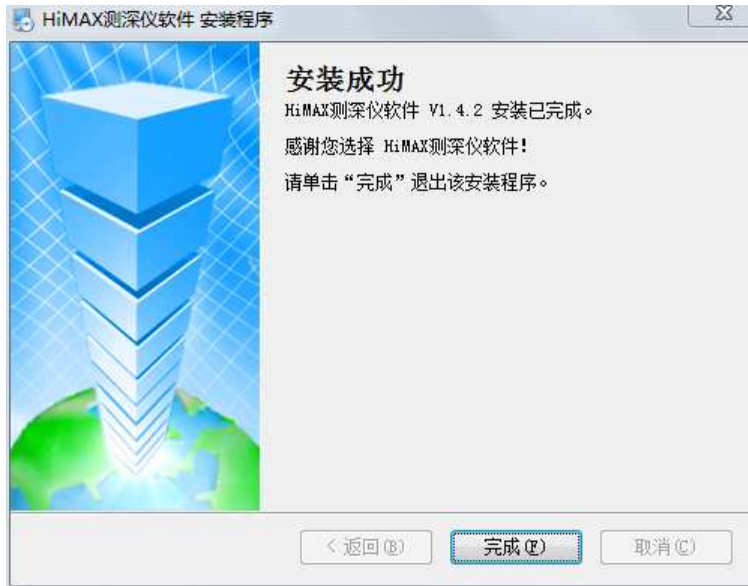 HiMAX测深仪软件 安装程序
安装成功
HiMAX测深仪软件 V1.4.2 安装已完成。
感谢您选择 HiMAX测深仪软件!
请单击“完成”退出该安装程序。
< 返回(B) 完成(F) 取消(C)